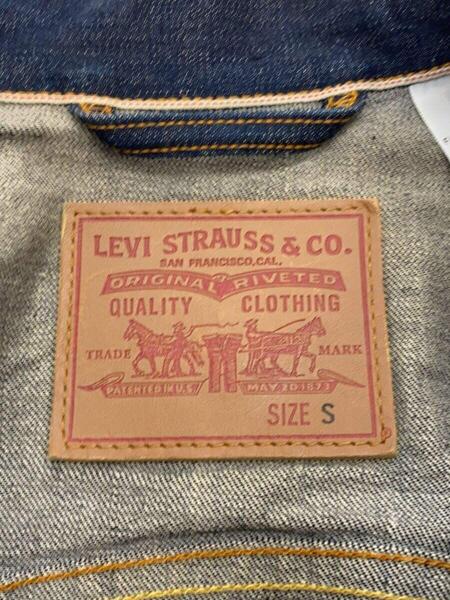 LEVI STRAUSS & CO.
SAN FRANCISCO, CAL.
ORIGINAL RIVETED
QUALITY CLOTHING
TRADE MARK
PATENTED IN U.S. MAY 20 1873
SIZE S
®